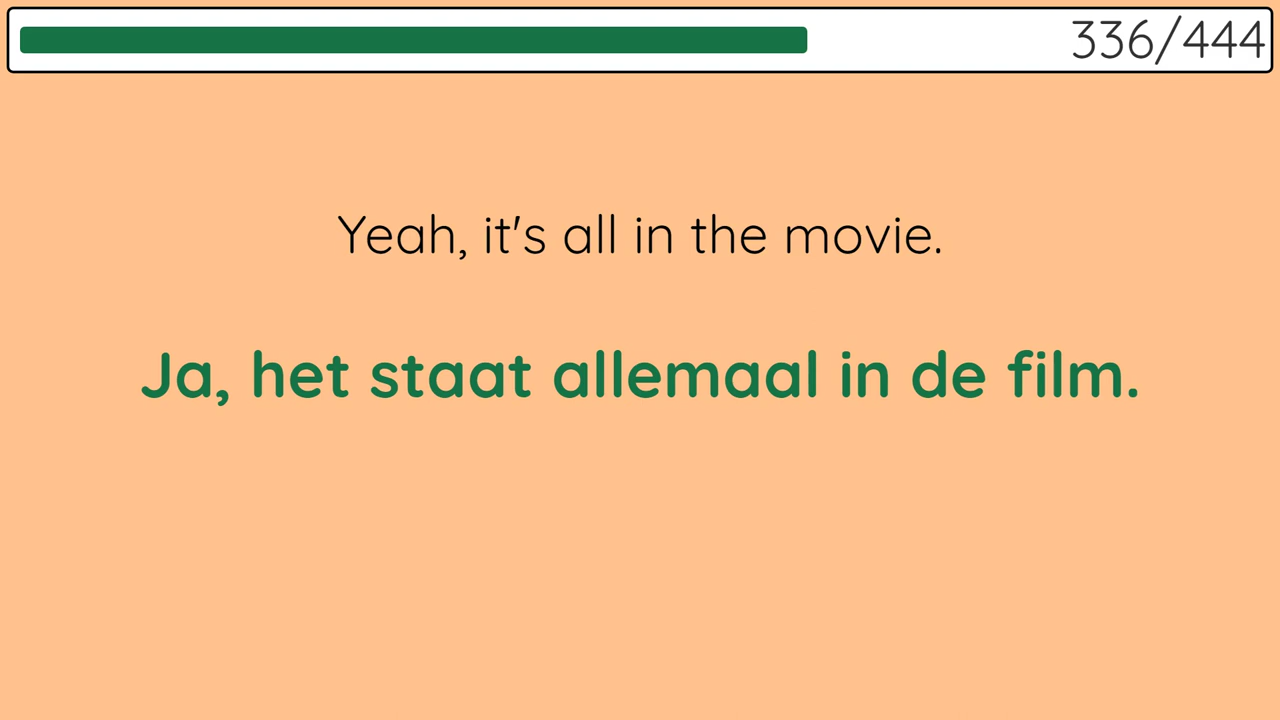 336/444
Yeah, it's all in the movie.
Ja, het staat allemaal in de film.